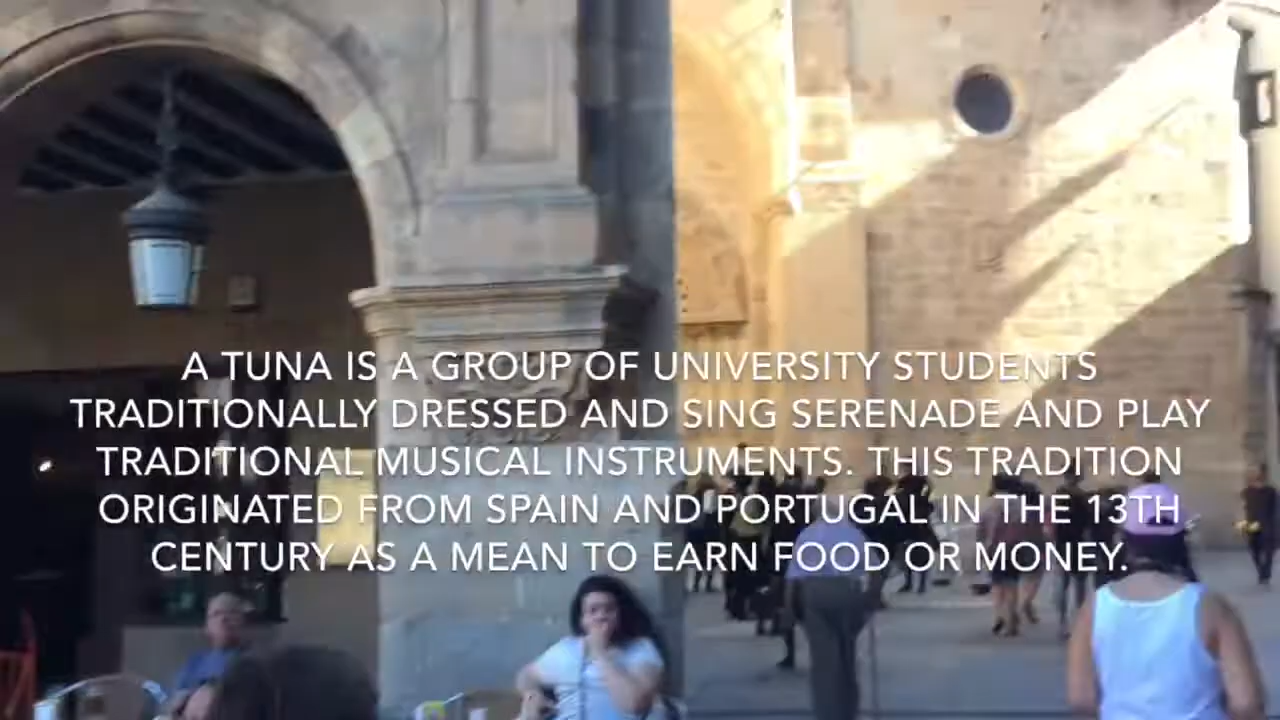 A TUNA IS A GROUP OF UNIVERSITY STUDENTS
TRADITIONALLY DRESSED AND SING SERENADE AND PLAY
TRADITIONAL MUSICAL INSTRUMENTS. THIS TRADITION
ORIGINATED FROM SPAIN AND PORTUGAL IN THE 13TH
CENTURY AS A MEAN TO EARN FOOD OR MONEY.